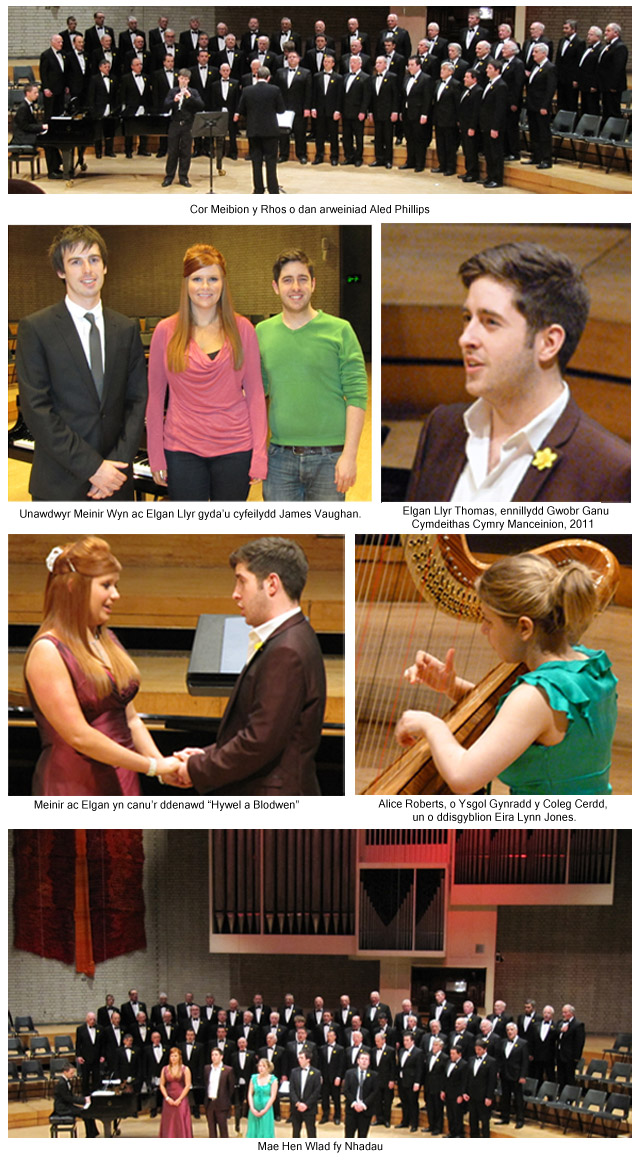 Cor Meibion y Rhos o dan arweiniad Aled Phillips
Unawdwyr Meinir Wyn ac Elgan Llyr gyda'u cyfeilydd James Vaughan.
Elgan Llyr Thomas, ennillydd Gwobr Ganu
Cymdeithas Cymry Manceinion, 2011
Meinir ac Elgan yn canu'r ddenawd “Hywel a Blodwen”
Alice Roberts, o Ysgol Gynradd y Coleg Cerdd,
un o ddisgyblion Eira Lynn Jones.
Mae Hen Wlad fy Nhadau